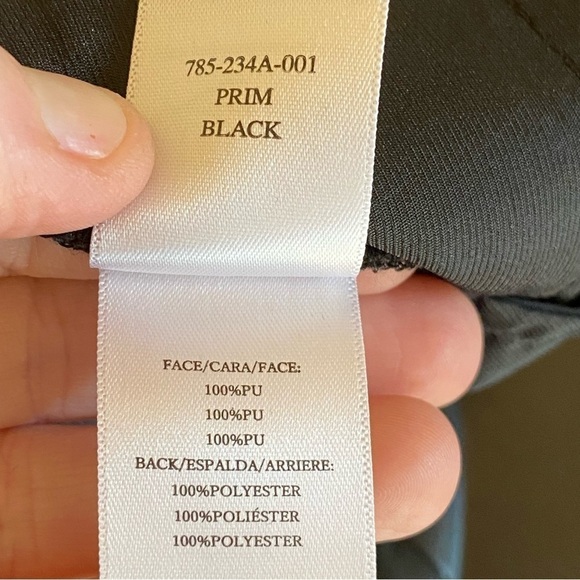 785-234A-001
PRIM
BLACK
FACE/CARA/FACE:
100%PU
100%PU
100%PU
BACK/ESPALDA/ARRIERE:
100%POLYESTER
100%POLIÉSTER
100%POLYESTER